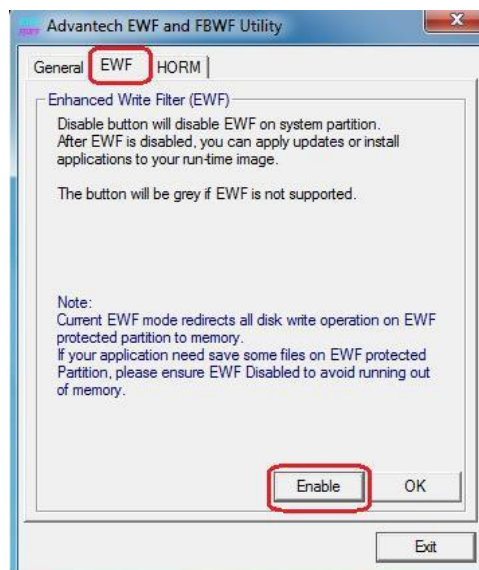 Advantech EWF and FBWF Utility
General EWF HORM
Enhanced Write Filter (EWF)
Disable button will disable EWF on system partition.
After EWF is disabled, you can apply updates or install
applications to your run-time image.
The button will be grey if EWF is not supported.
Note:
Current EWF mode redirects all disk write operation on EWF
protected partition to memory.
If your application need save some files on EWF protected
Partition, please ensure EWF Disabled to avoid running out
of memory.
Enable OK
Exit